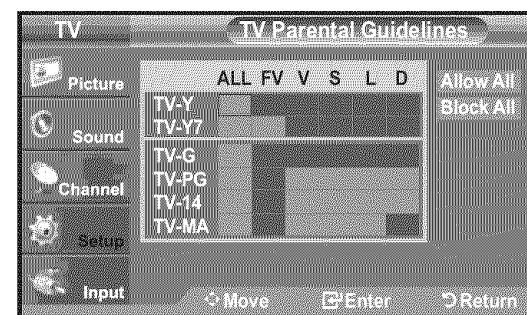 TV
TV Parental Guidelines
Picture
Sound
Channel
Setup
Input
ALL FV V S L D
TV-Y
TV-Y7
TV-G
TV-PG
TV-14
TV-MA
Allow All
Block All
Move Enter Return